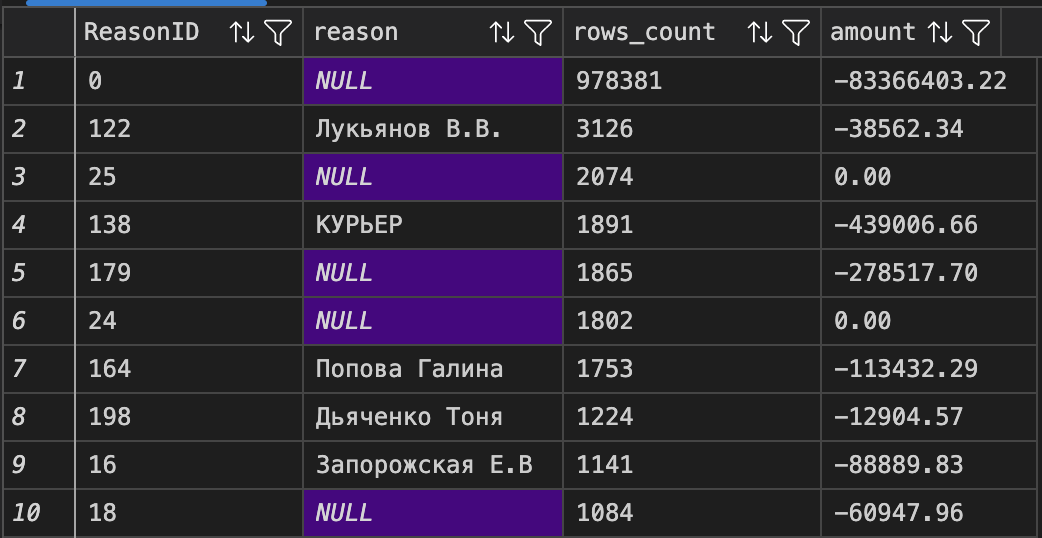 ReasonID reason rows_count amount
1 0 NULL 978381 -83366403.22
2 122 Лукьянов В.В. 3126 -38562.34
3 25 NULL 2074 0.00
4 138 КУРЬЕР 1891 -439006.66
5 179 NULL 1865 -278517.70
6 24 NULL 1802 0.00
7 164 Попова Галина 1753 -113432.29
8 198 Дьяченко Тоня 1224 -12904.57
9 16 Запорожская Е.В 1141 -88889.83
10 18 NULL 1084 -60947.96